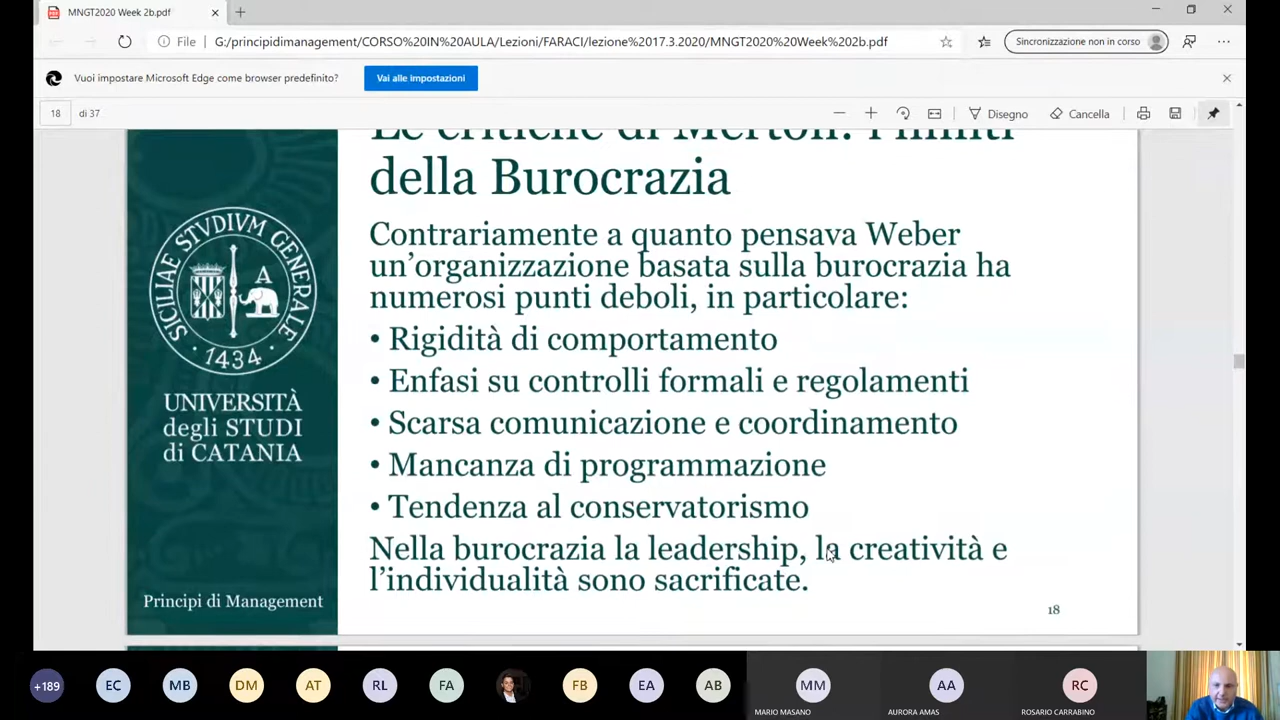 MNGT2020 Week 2b.pdf
File G:/principidimanagement/CORSO%20IN%20AULA/Lezioni/FARACI/lezione%2017.3.2020/MNGT2020%20Week%202b.pdf
Sincronizzazione non in corso
Vuoi impostare Microsoft Edge come browser predefinito? Vai alle impostazioni
18 di 37
Disegno
Cancella
Le critiche di Merton: i limiti
della Burocrazia
Contrariamente a quanto pensava Weber
un'organizzazione basata sulla burocrazia ha
numerosi punti deboli, in particolare:
• Rigidità di comportamento
• Enfasi su controlli formali e regolamenti
• Scarsa comunicazione e coordinamento
• Mancanza di programmazione
• Tendenza al conservatorismo
Nella burocrazia la leadership, la creatività e
l'individualità sono sacrificate.
18
SICILIAE STVDIVM GENERALE
A
· 1434 ·
UNIVERSITÀ
degli STUDI
di CATANIA
Principi di Management
+189 EC MB DM AT RL FA FB EA AB MM AA RC
MARIO MASANO AURORA AMAS ROSARIO CARRABINO